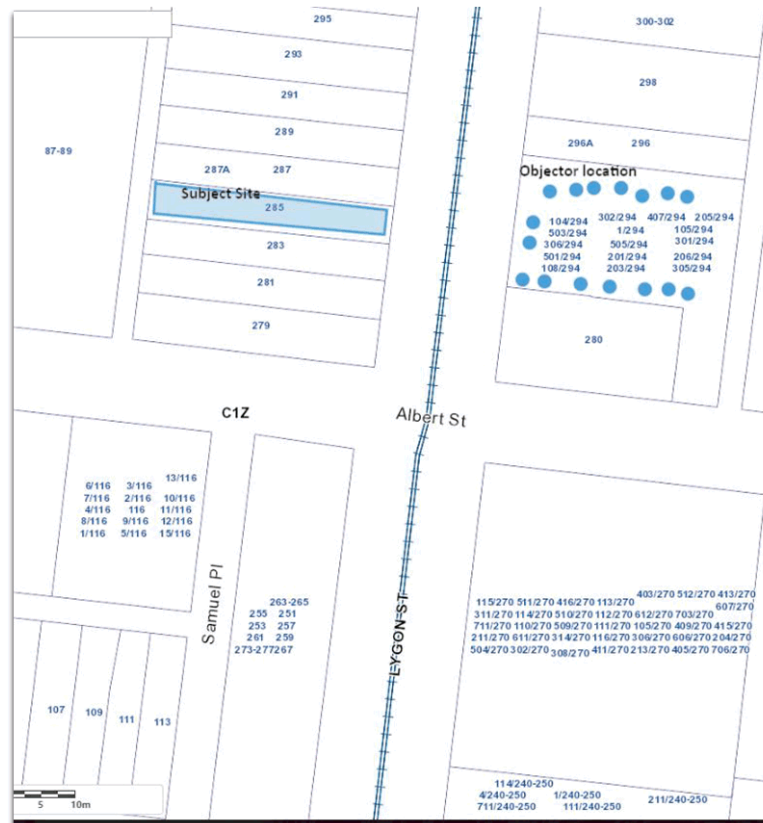 295
300-302
293
298
291
289
87-89
296A 296
287A 287
Objector location
Subject Site
285
104/294 302/294 407/294 205/294
503/294 1/294 105/294
306/294 505/294 301/294
501/294 201/294 206/294
108/294 203/294 305/294
283
281
279
280
C1Z
Albert St
13/116
6/116 3/116
7/116 2/116 10/116
4/116 116 11/116
8/116 9/116 12/116
1/116 5/116 15/116
Samuel Pl
263-265
255 251
253 257
261 259
273-277267
LYGON ST
403/270 512/270 413/270
607/270
115/270 511/270 416/270 113/270
311/270 114/270 510/270 112/270 612/270 703/270
711/270 110/270 509/270 111/270 105/270 409/270 415/270
211/270 611/270 314/270 116/270 306/270 606/270 204/270
504/270 302/270 308/270 411/270 213/270 405/270 706/270
107
109
111
113
5 10m
114/240-250
4/240-250 1/240-250 211/240-250
711/240-250 111/240-250